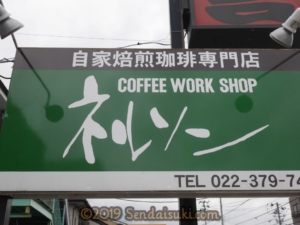 自家焙煎珈琲専門店
COFFEE WORK SHOP
ネルソン
TEL 022-379-74
©2019 Sendaisuki.com